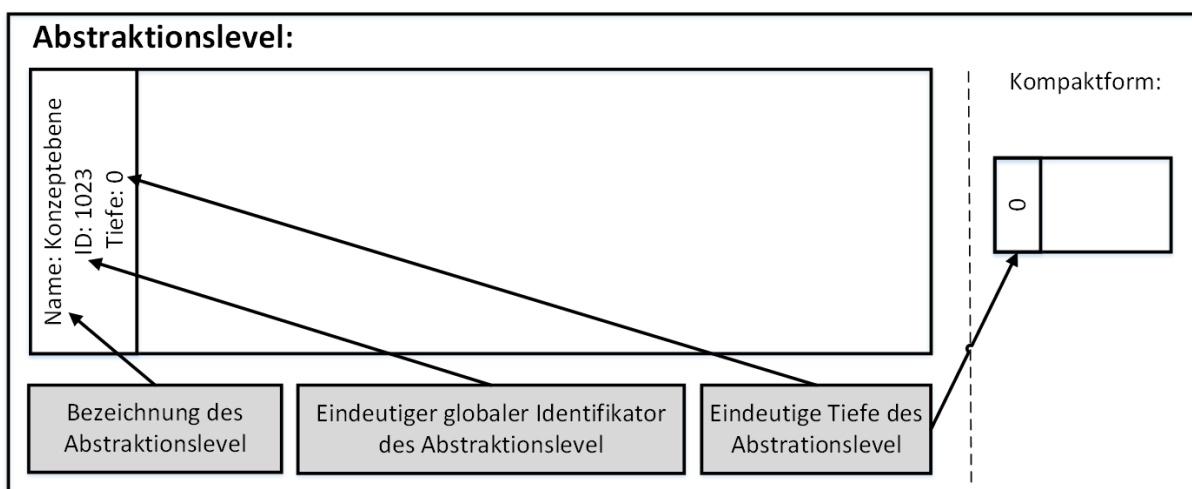 Abstraktionslevel:
Kompaktform:
Name: Konzeptebene
ID: 1023
Tiefe: 0
0
Bezeichnung des
Abstraktionslevel
Eindeutiger globaler Identifikator
des Abstraktionslevel
Eindeutige Tiefe des
Abstrationslevel